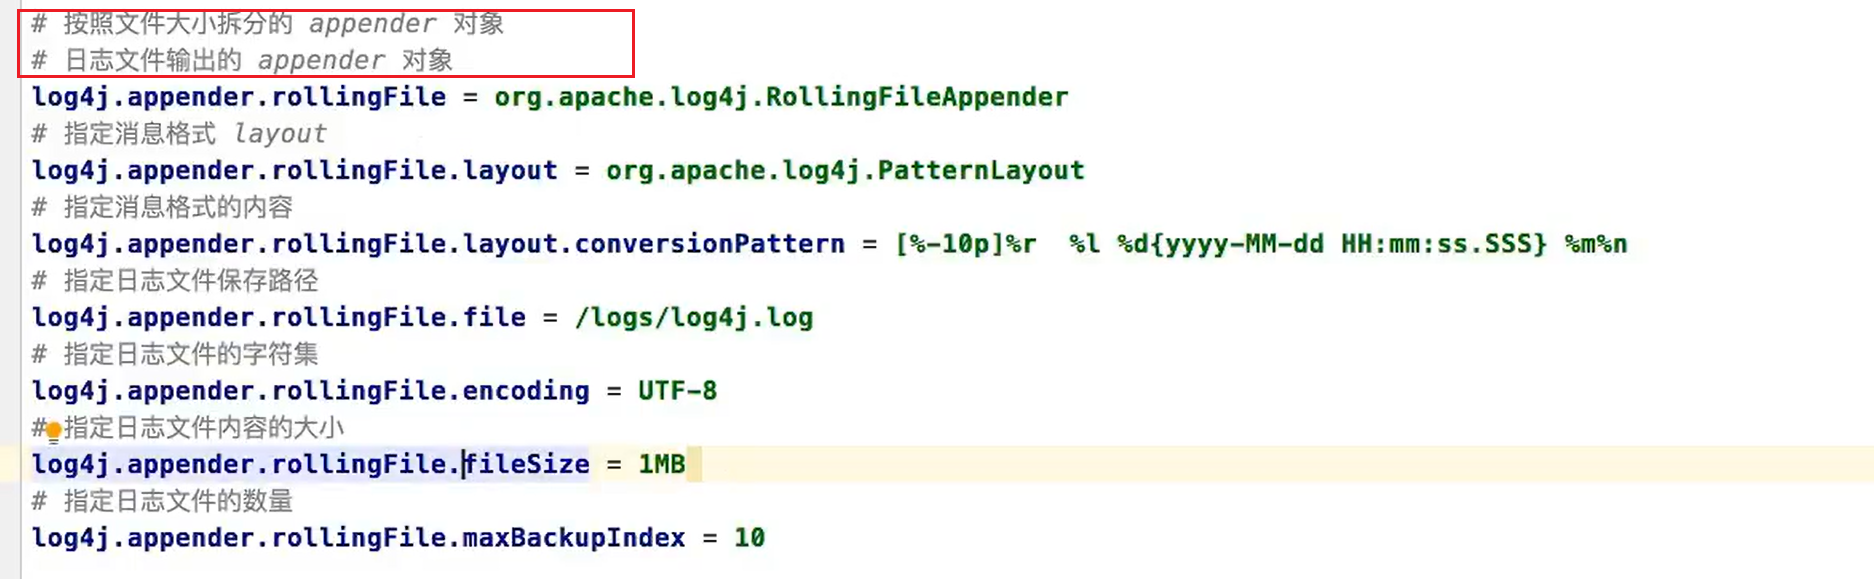 # 按照文件大小拆分的 appender 对象
# 日志文件输出的 appender 对象
log4j.appender.rollingFile = org.apache.log4j.RollingFileAppender
# 指定消息格式 layout
log4j.appender.rollingFile.layout = org.apache.log4j.PatternLayout
# 指定消息格式的内容
log4j.appender.rollingFile.layout.conversionPattern = [%-10p]%r  %l %d{yyyy-MM-dd HH:mm:ss.SSS} %m%n
# 指定日志文件保存路径
log4j.appender.rollingFile.file = /logs/log4j.log
# 指定日志文件的字符集
log4j.appender.rollingFile.encoding = UTF-8
# 指定日志文件内容的大小
log4j.appender.rollingFile.fileSize = 1MB
# 指定日志文件的数量
log4j.appender.rollingFile.maxBackupIndex = 10